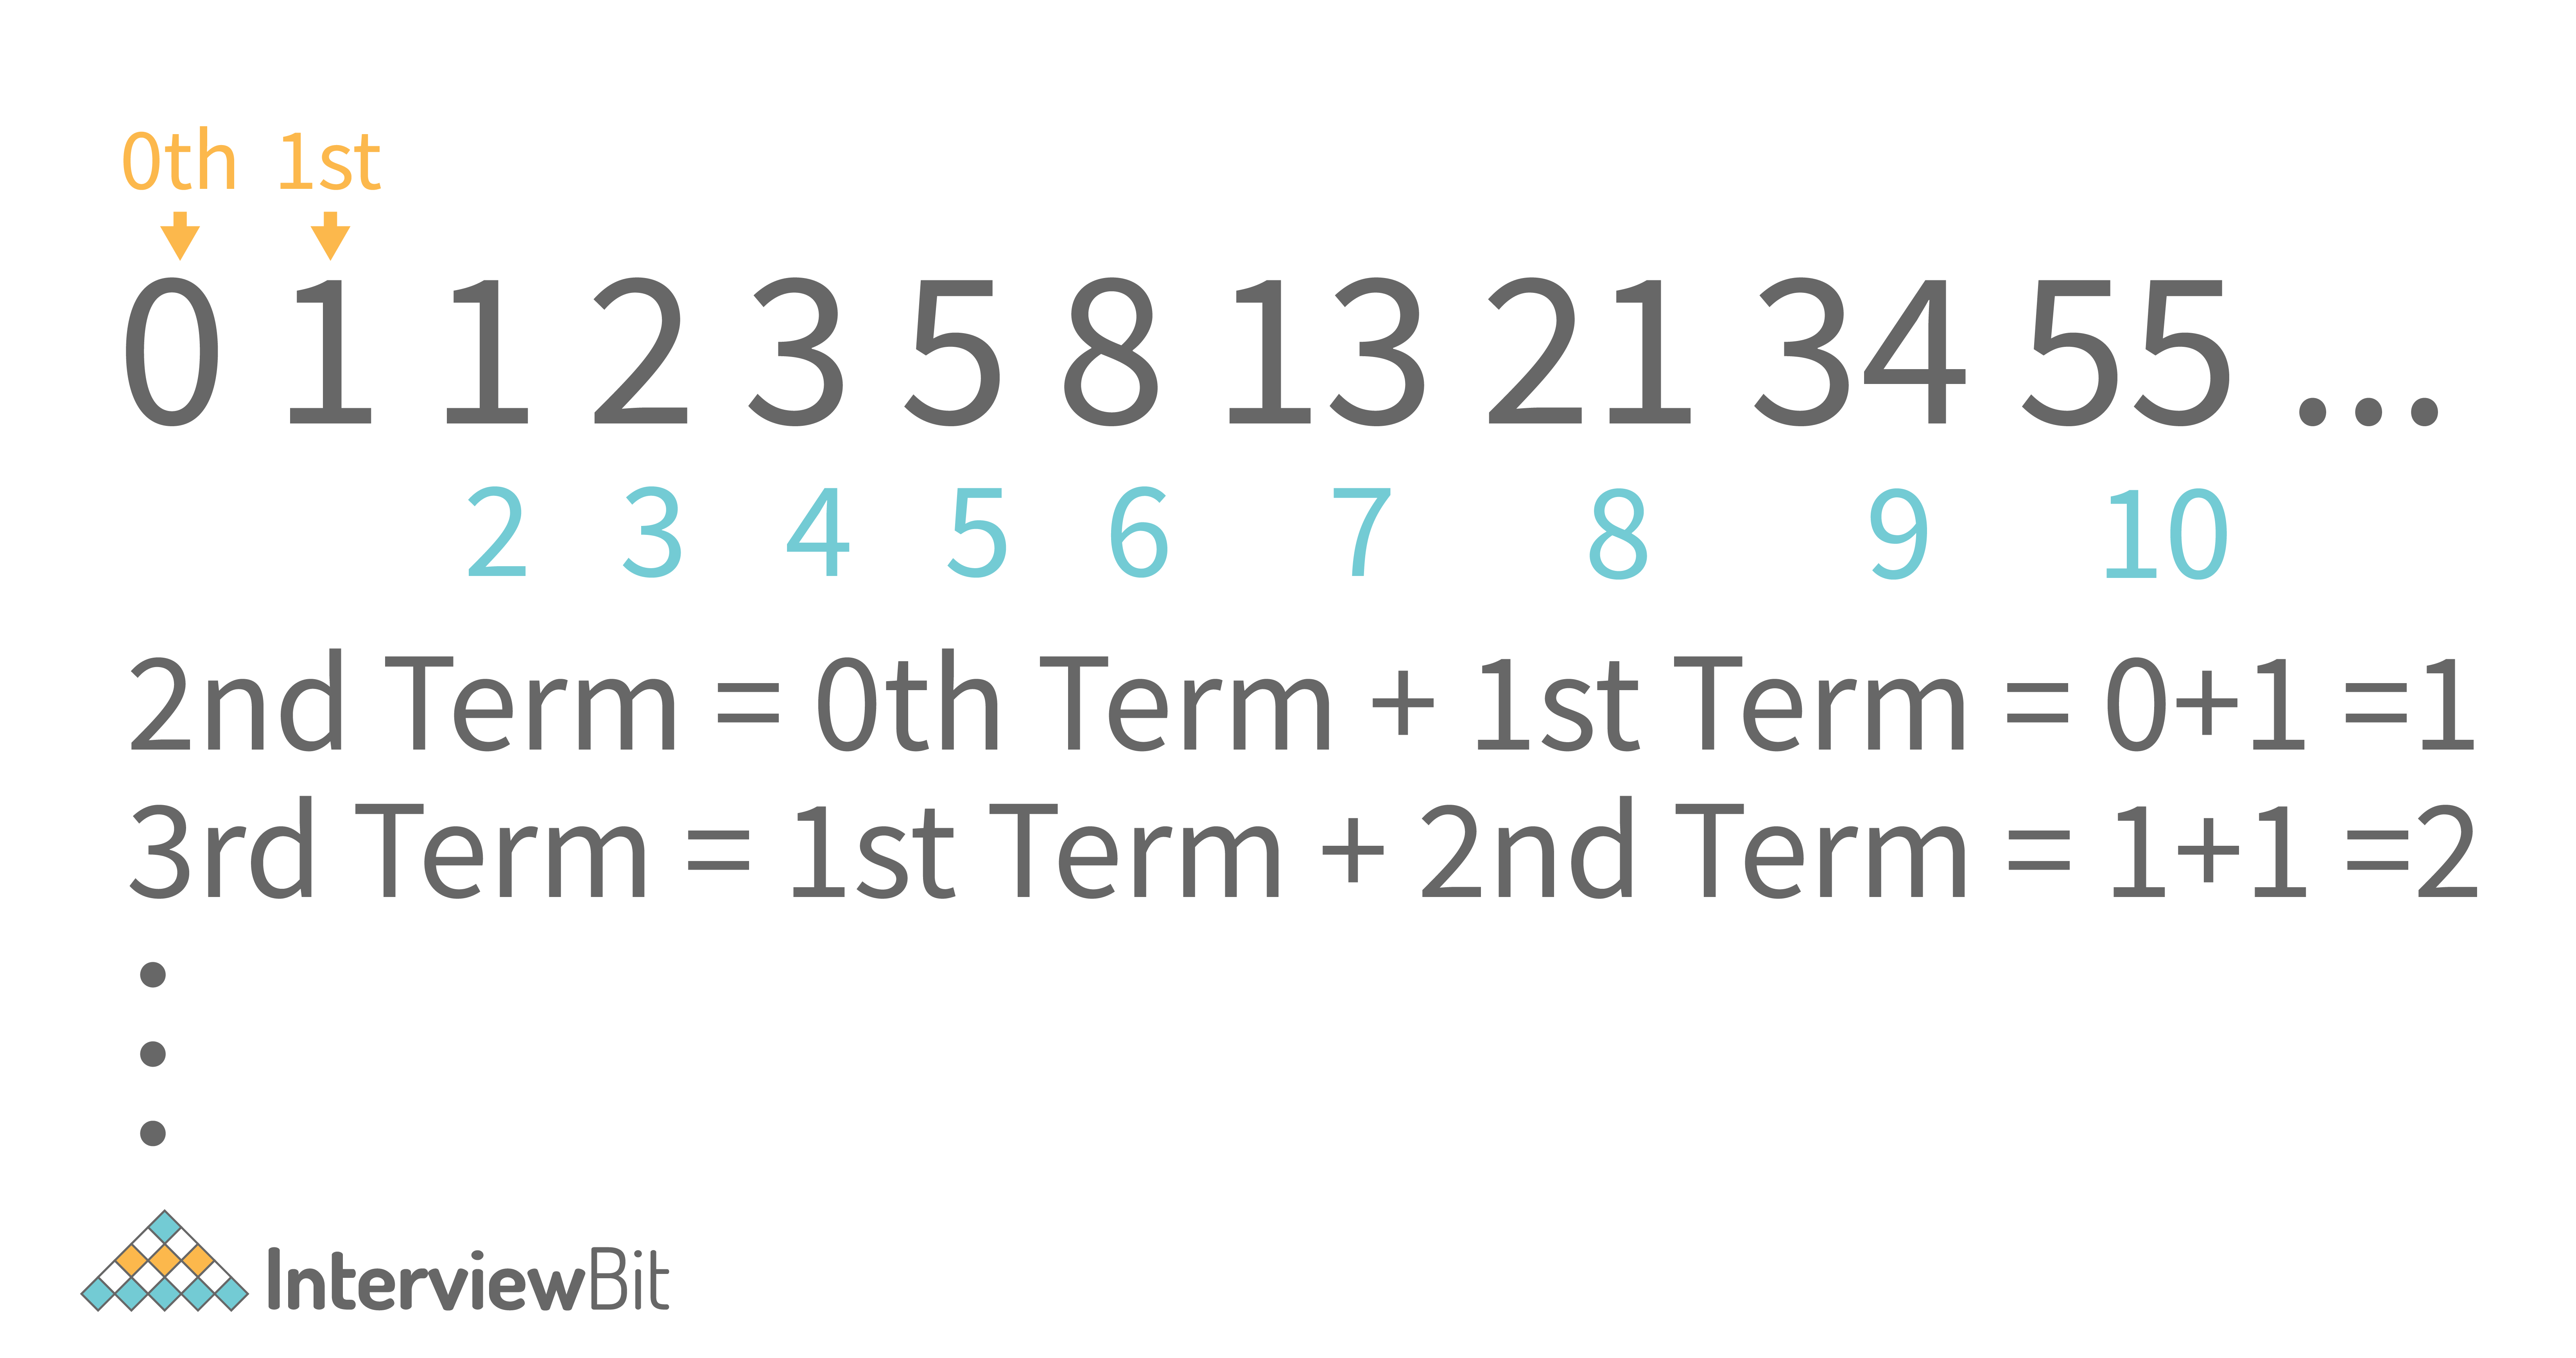 0th 1st
0 1 1 2 3 5 8 13 21 34 55 ...
2 3 4 5 6 7 8 9 10
2nd Term = 0th Term + 1st Term = 0+1 =1
3rd Term = 1st Term + 2nd Term = 1+1 =2
InterviewBit